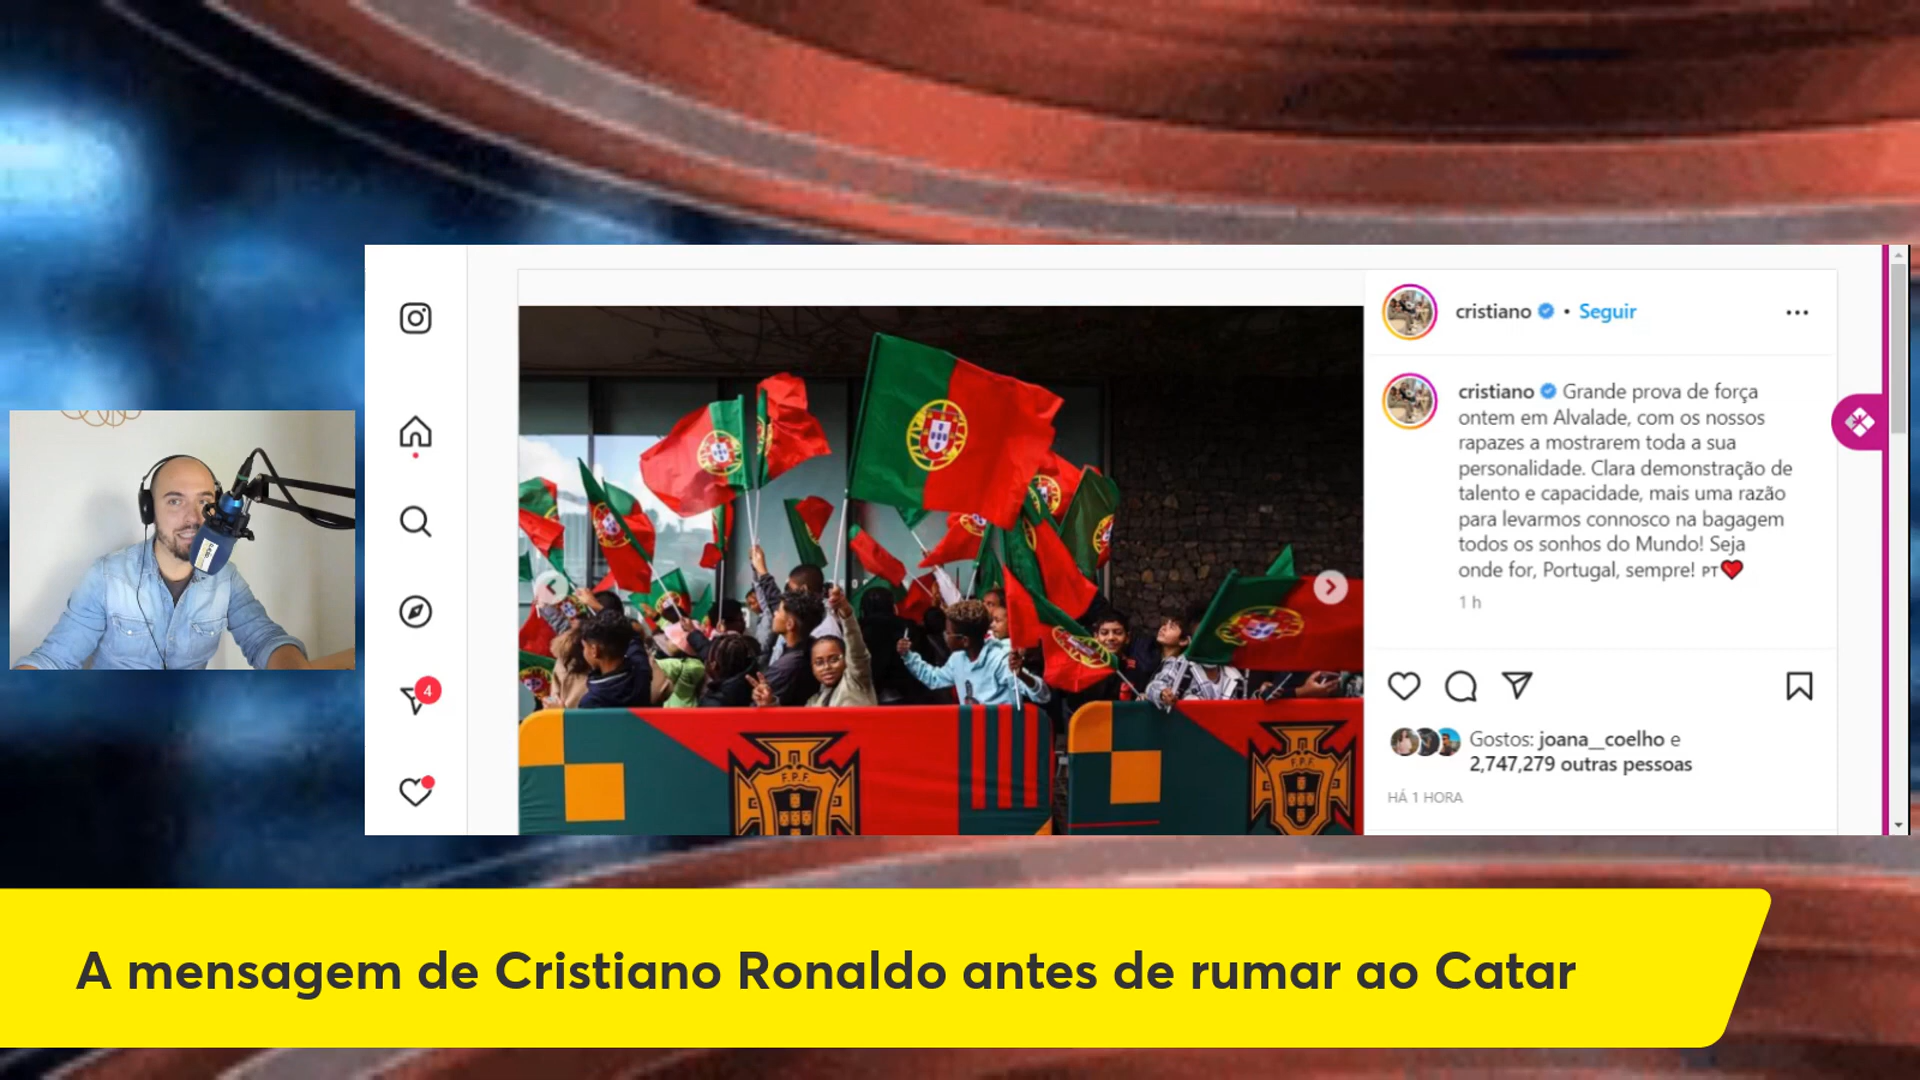 cristiano • Seguir
cristiano Grande prova de força
ontem em Alvalade, com os nossos
rapazes a mostrarem toda a sua
personalidade. Clara demonstração de
talento e capacidade, mais uma razão
para levarmos connosco na bagagem
todos os sonhos do Mundo! Seja
onde for, Portugal, sempre! PT❤️
1 h
4
F.P.F.
F.P.F.
Gostos: joana__coelho e
2,747,279 outras pessoas
HÁ 1 HORA
A mensagem de Cristiano Ronaldo antes de rumar ao Catar